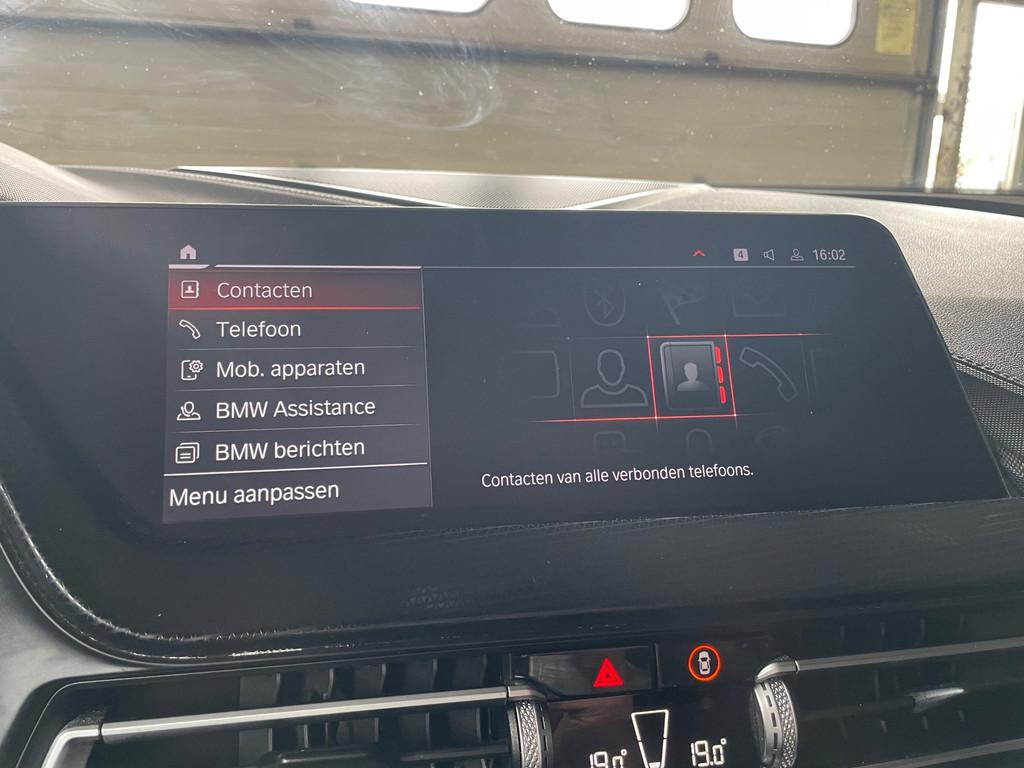 4 16:02
Contacten
Telefoon
Mob. apparaten
BMW Assistance
BMW berichten
Menu aanpassen
Contacten van alle verbonden telefoons.
19.0° 19.0°